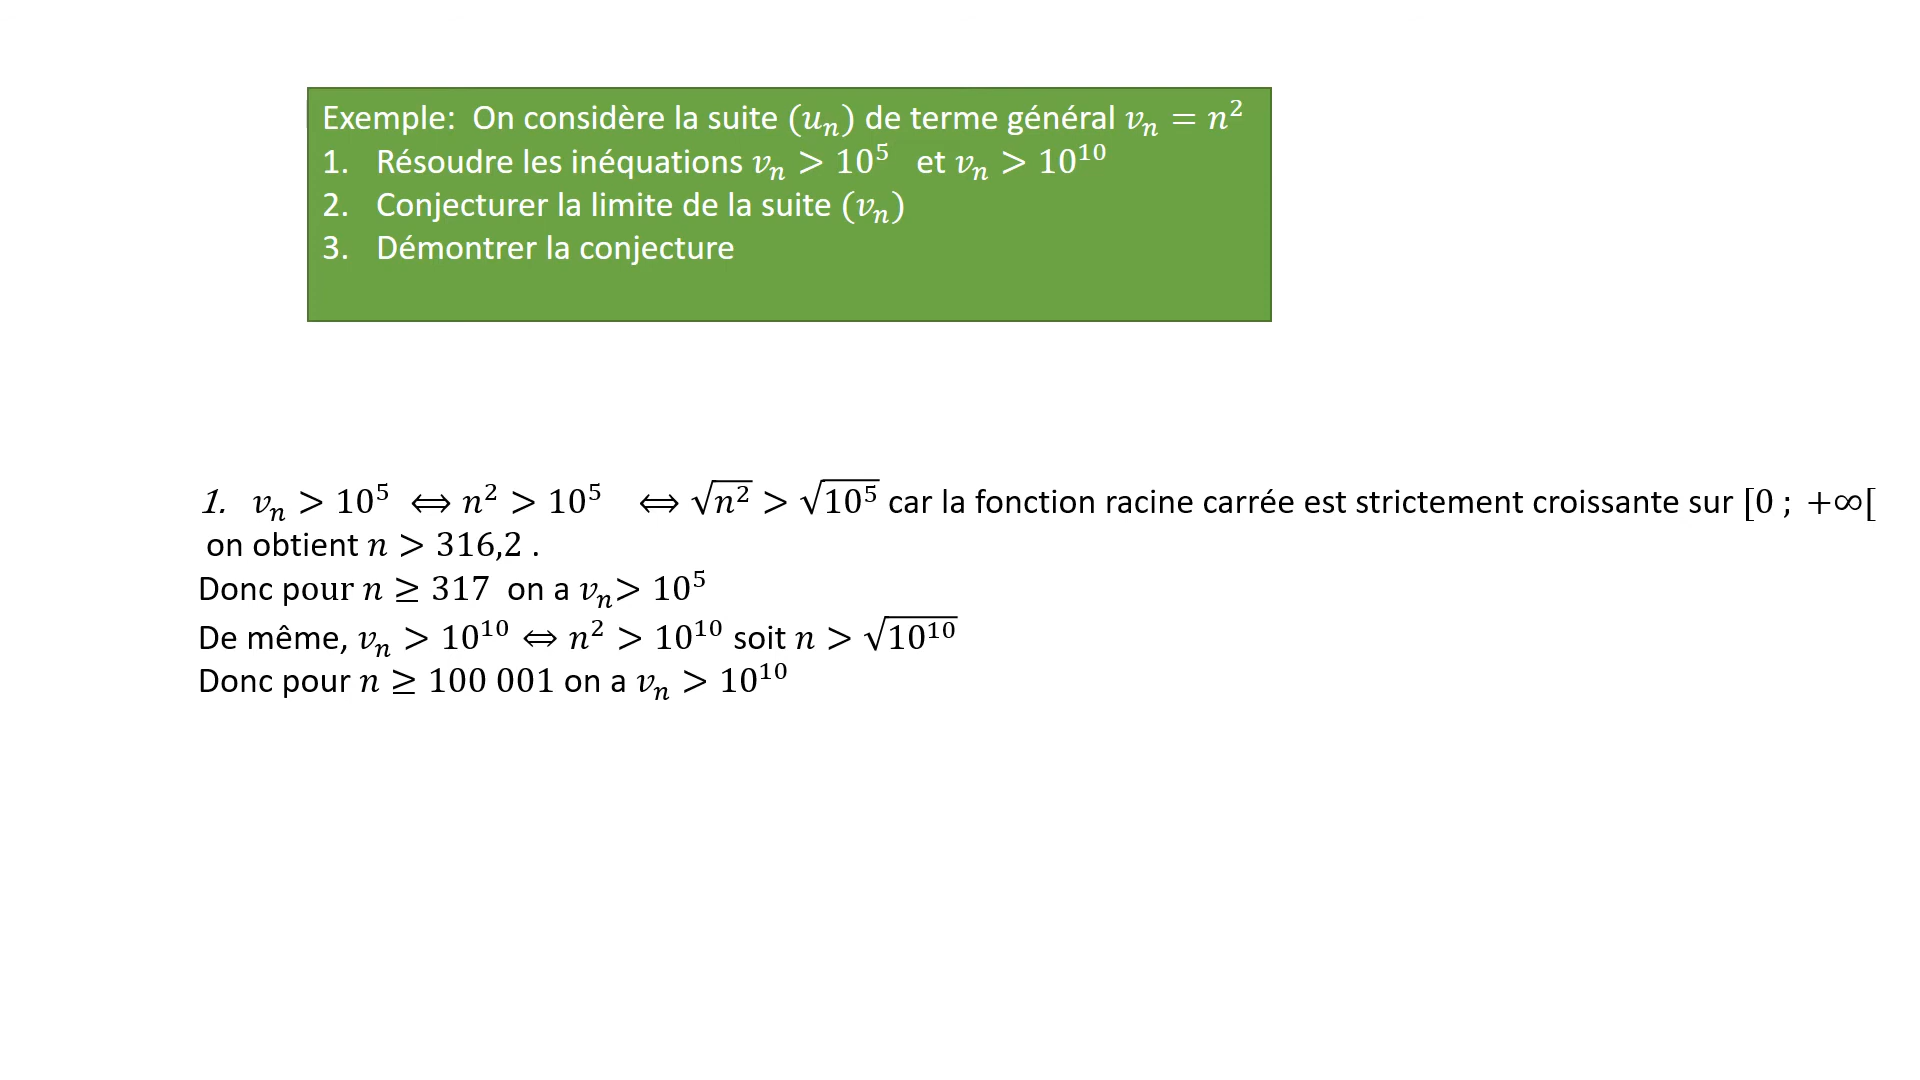 Exemple: On considère la suite (uₙ) de terme général vₙ = n²
1. Résoudre les inéquations vₙ > 10⁵ et vₙ > 10¹⁰
2. Conjecturer la limite de la suite (vₙ)
3. Démontrer la conjecture
1. vₙ > 10⁵ ⟺ n² > 10⁵ ⟺ √n² > √10⁵ car la fonction racine carrée est strictement croissante sur [0 ; +∞[
on obtient n > 316,2 .
Donc pour n ≥ 317 on a vₙ> 10⁵
De même, vₙ > 10¹⁰ ⟺ n² > 10¹⁰ soit n > √10¹⁰
Donc pour n ≥ 100 001 on a vₙ > 10¹⁰